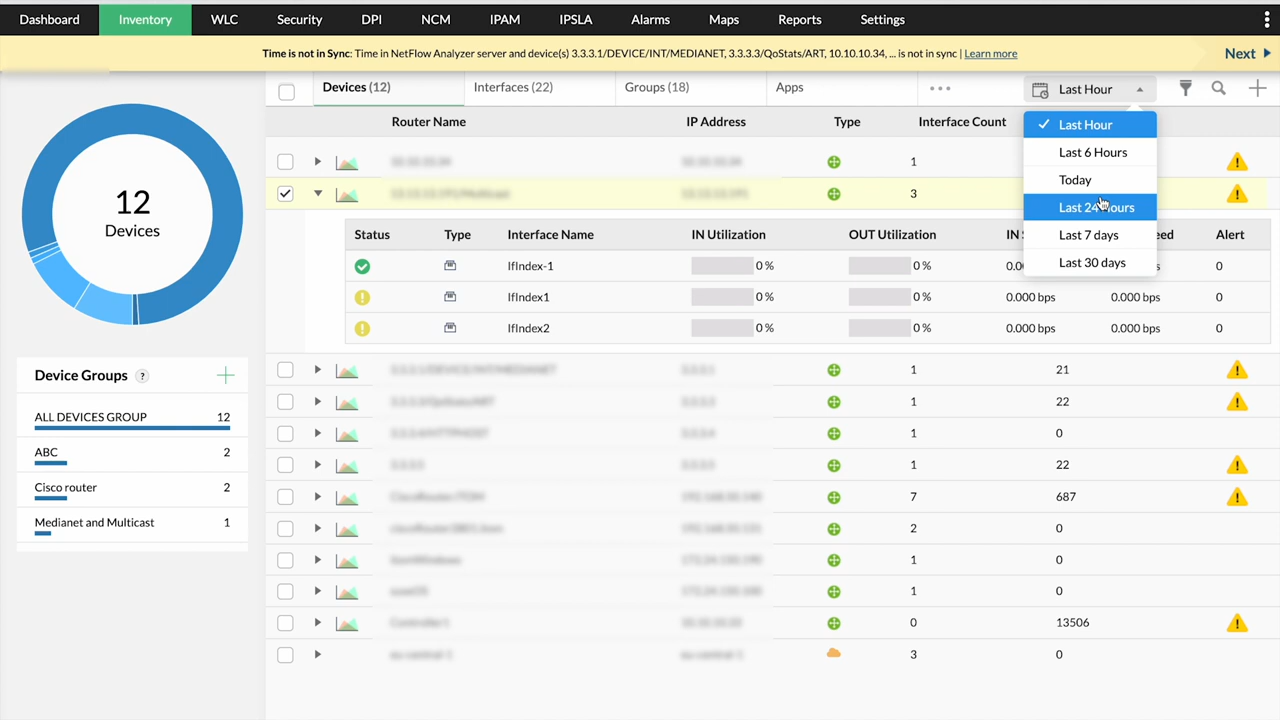 Dashboard Inventory WLC Security DPI NCM IPAM IPSLA Alarms Maps Reports Settings
Time is not in Sync: Time in NetFlow Analyzer server and device(s) 3.3.3.1/DEVICE/INT/MEDIANET, 3.3.3.3/QoStats/ART, 10.10.10.34, ... is not in sync | Learn more
Next
Devices (12) Interfaces (22) Groups (18) Apps Last Hour
Router Name IP Address Type Interface Count
Last Hour
Last 6 Hours
Today
Last 24 Hours
Last 7 days
Last 30 days
1
3
Status Type Interface Name IN Utilization OUT Utilization IN Alert
IfIndex-1 0 % 0 % 0
IfIndex1 0 % 0 % 0.000 bps 0.000 bps 0
IfIndex2 0 % 0 % 0.000 bps 0.000 bps 0
1 21
1 22
1 0
1 22
7 687
2 0
1 0
1 0
0 13506
3 0
12
Devices
Device Groups ?
ALL DEVICES GROUP 12
ABC 2
Cisco router 2
Medianet and Multicast 1